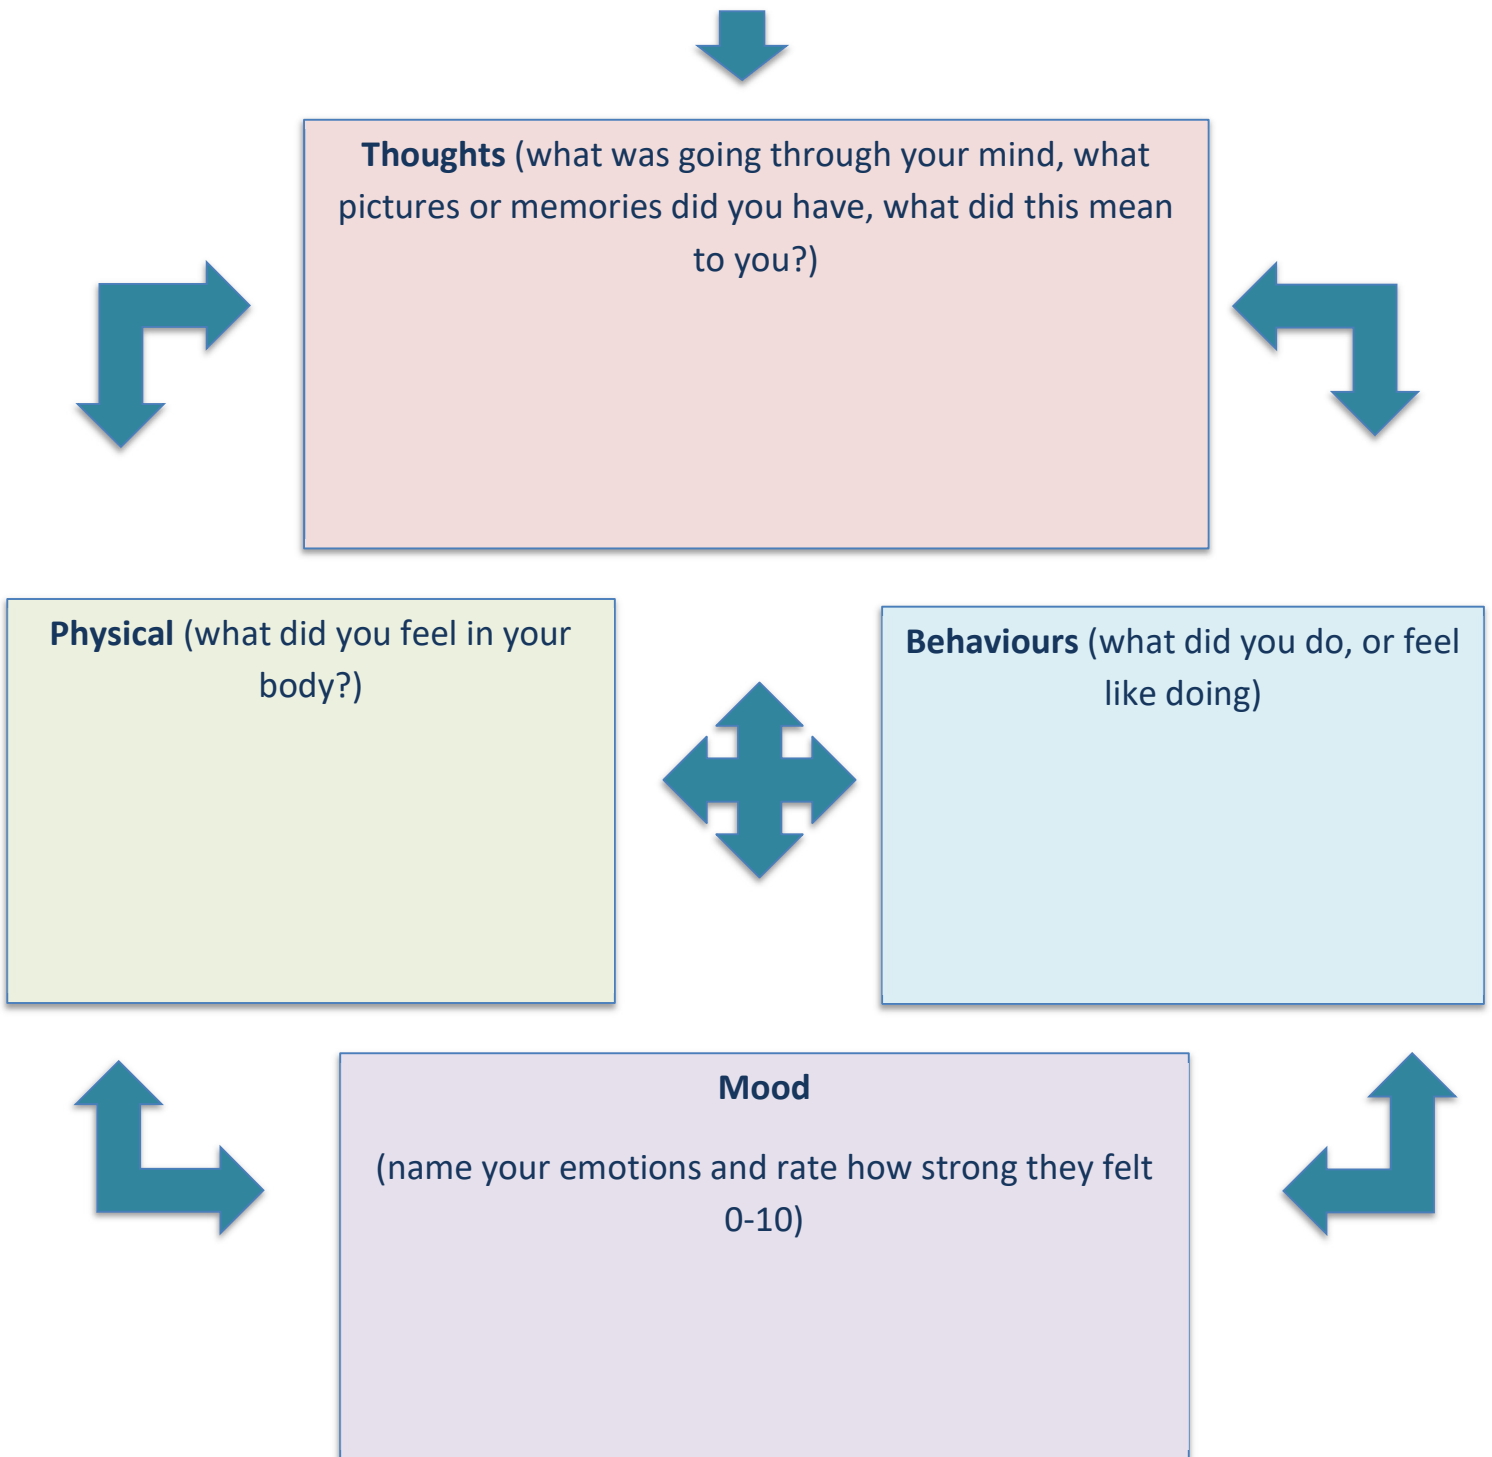 Thoughts (what was going through your mind, what
pictures or memories did you have, what did this mean
to you?)
Physical (what did you feel in your
body?)
Behaviours (what did you do, or feel
like doing)
Mood
(name your emotions and rate how strong they felt
0-10)